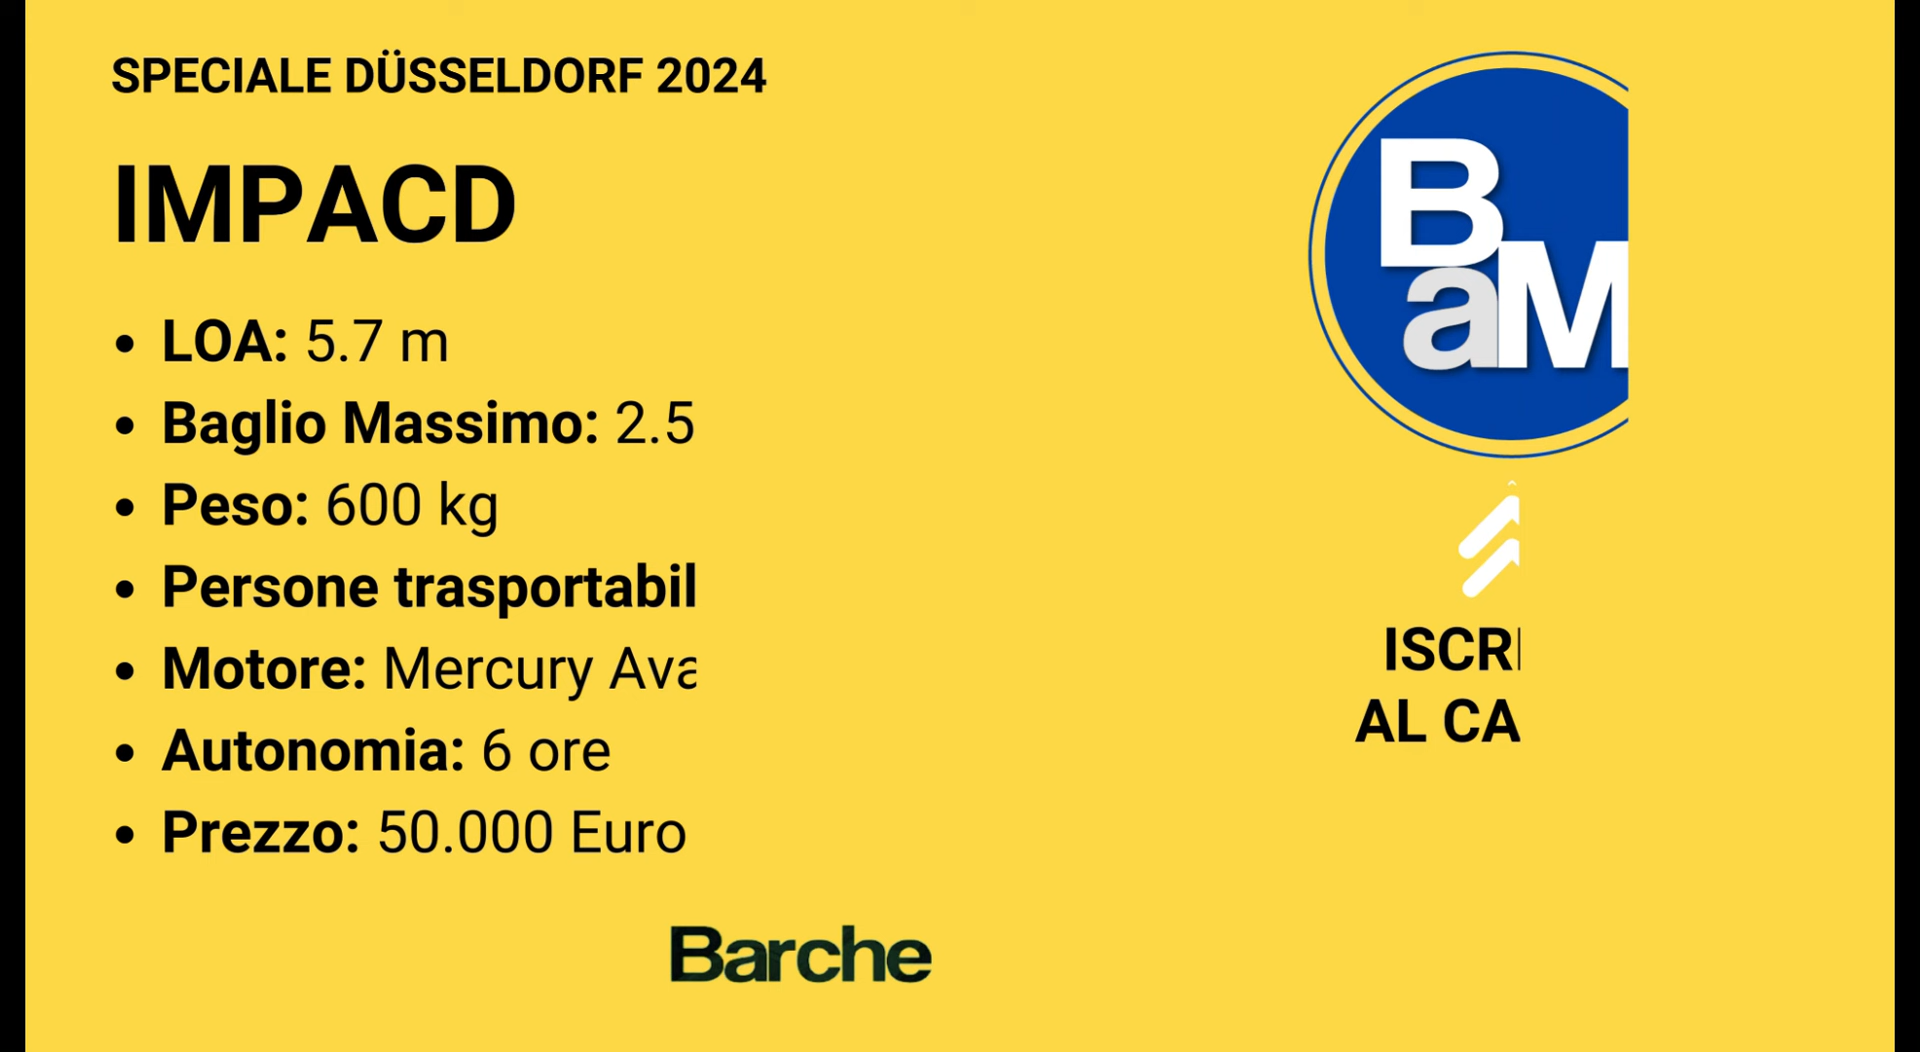 SPECIALE DÜSSELDORF 2024
IMPACD
• LOA: 5.7 m
• Baglio Massimo: 2.5
• Peso: 600 kg
• Persone trasportabil
• Motore: Mercury Ava
• Autonomia: 6 ore
• Prezzo: 50.000 Euro
Barche
B
aM
ISCR
AL CA